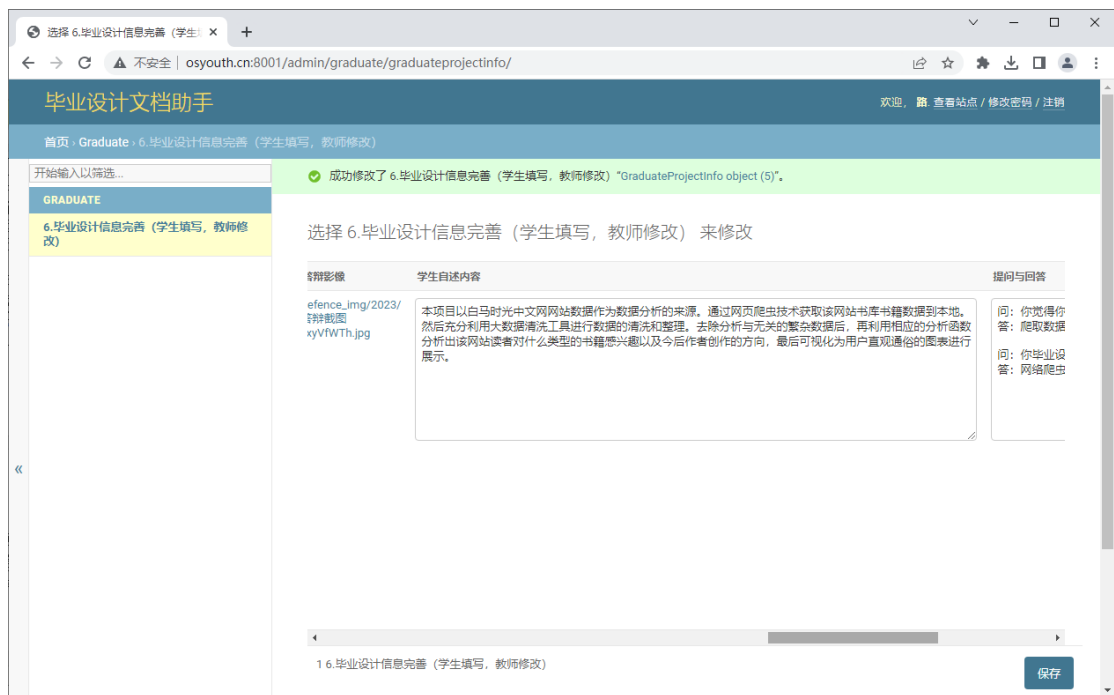 选择 6.毕业设计信息完善（学生
不安全 | osyouth.cn:8001/admin/graduate/graduateprojectinfo/
毕业设计文档助手
欢迎， 路. 查看站点 / 修改密码 / 注销
首页 › Graduate › 6.毕业设计信息完善（学生填写，教师修改）
开始输入以筛选...
GRADUATE
6.毕业设计信息完善（学生填写，教师修
改）
成功修改了 6.毕业设计信息完善（学生填写，教师修改）“GraduateProjectInfo object (5)”。
选择 6.毕业设计信息完善（学生填写，教师修改） 来修改
答辩影像
学生自述内容
提问与回答
efence_img/2023/
答辩截图
xyVfWTh.jpg
本项目以白马时光中文网网站数据作为数据分析的来源。通过网页爬虫技术获取该网站书库书籍数据到本地。
然后充分利用大数据清洗工具进行数据的清洗和整理。去除分析与无关的繁杂数据后，再利用相应的分析函数
分析出该网站读者对什么类型的书籍感兴趣以及今后作者创作的方向，最后可视化为用户直观通俗的图表进行
展示。
问：你觉得你
答：爬取数据
问：你毕业设
答：网络爬虫
1 6.毕业设计信息完善（学生填写，教师修改）
保存